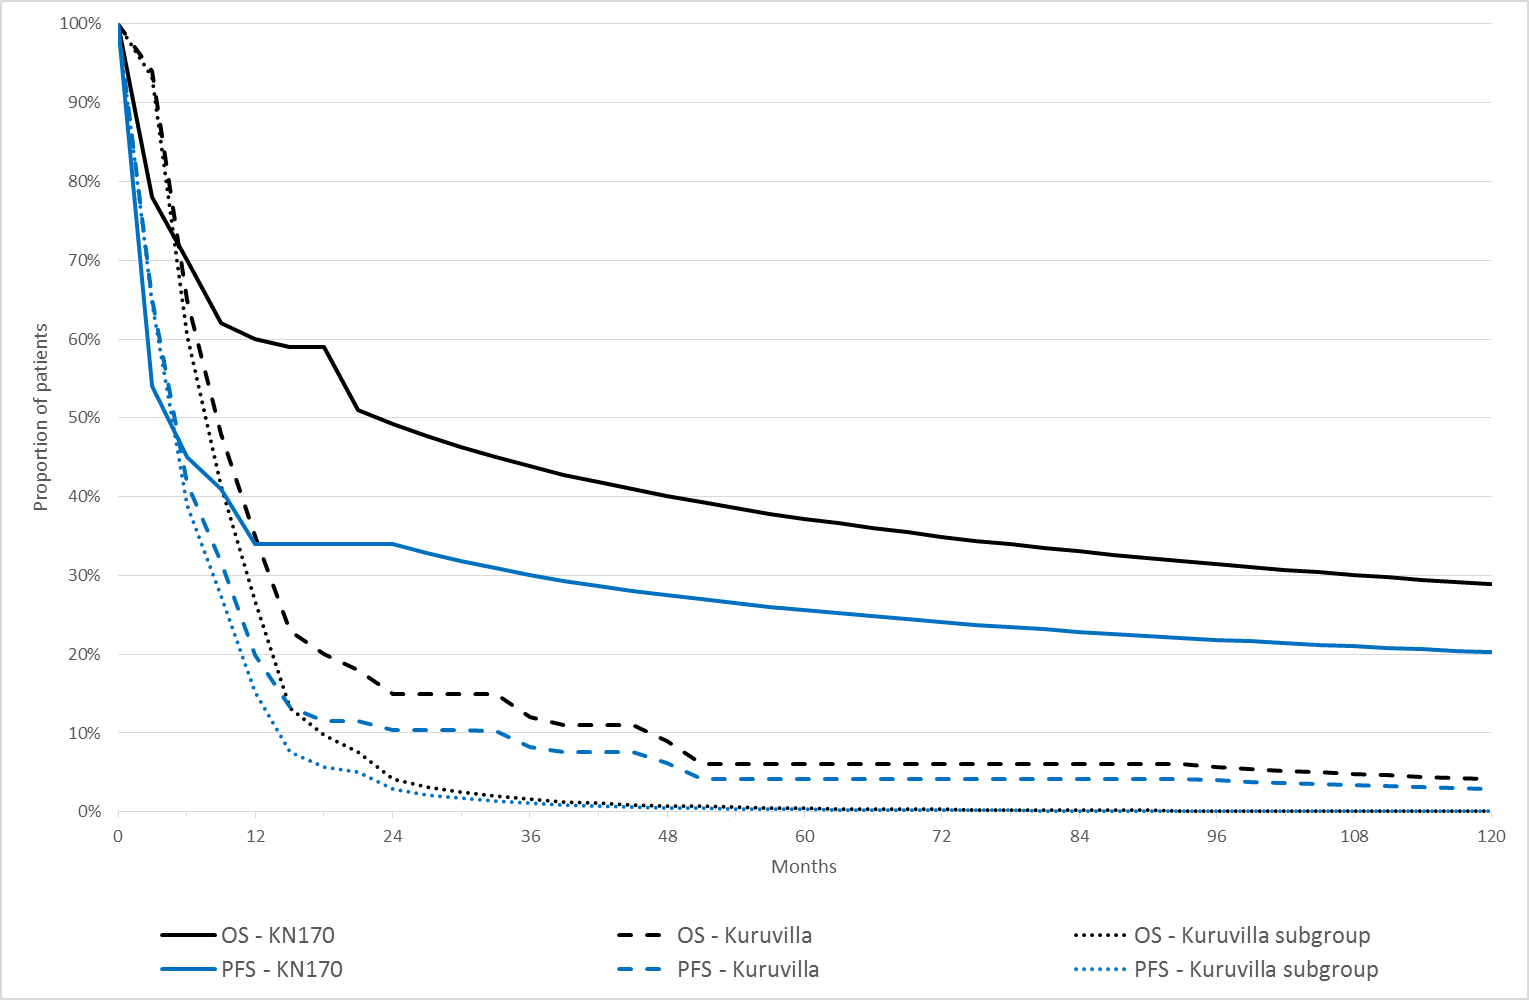 100%
90%
80%
70%
60%
50%
40%
30%
20%
10%
0%
Proportion of patients
0 12 24 36 48 60 72 84 96 108 120
Months
OS - KN170 OS - Kuruvilla OS - Kuruvilla subgroup
PFS - KN170 PFS - Kuruvilla PFS - Kuruvilla subgroup